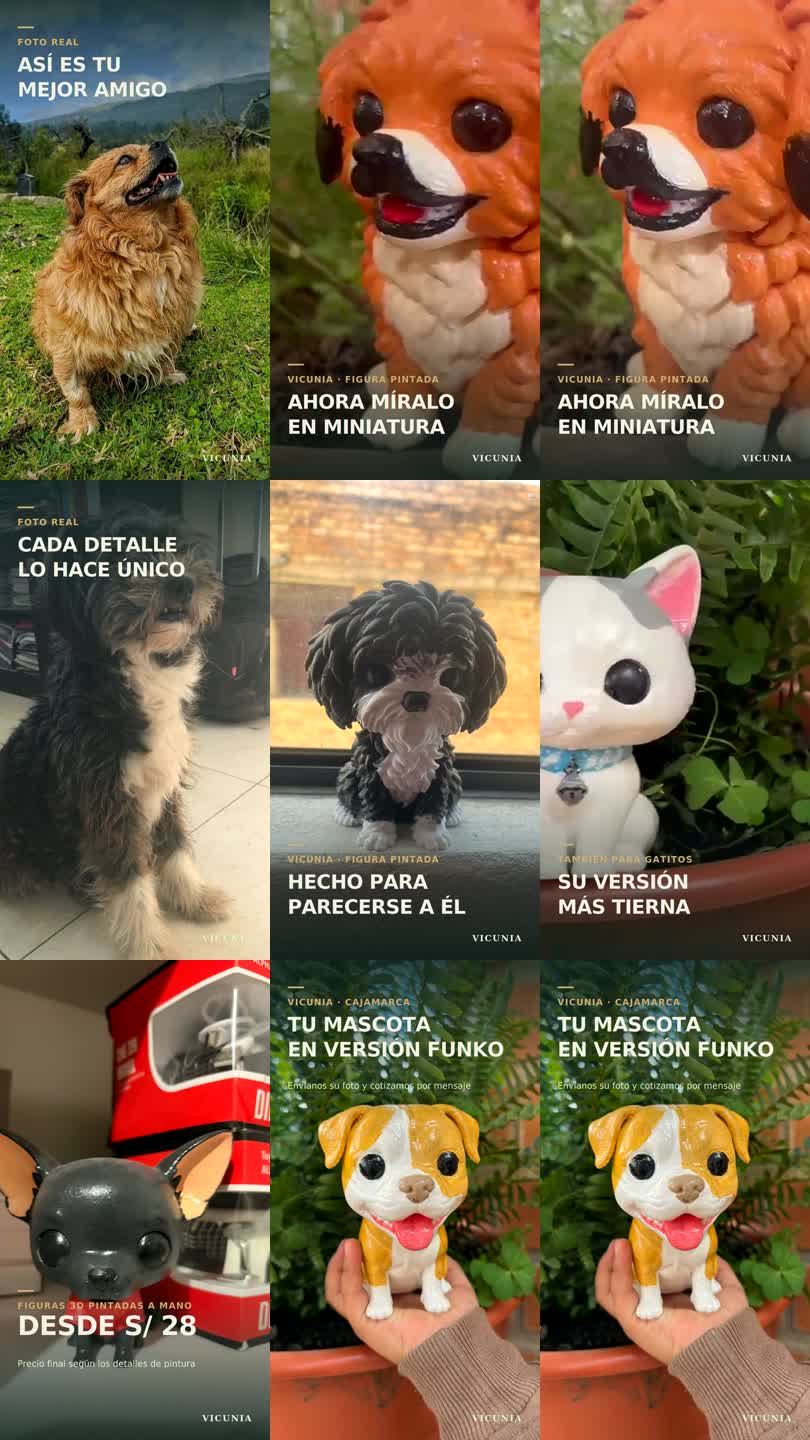 FOTO REAL
ASÍ ES TU
MEJOR AMIGO
VICUNIA
VICUNIA · FIGURA PINTADA
AHORA MÍRALO
EN MINIATURA
VICUNIA
VICUNIA · FIGURA PINTADA
AHORA MÍRALO
EN MINIATURA
VICUNIA
FOTO REAL
CADA DETALLE
LO HACE ÚNICO
VICUNIA
VICUNIA · FIGURA PINTADA
HECHO PARA
PARECERSE A ÉL
VICUNIA
TAMBIÉN PARA GATITOS
SU VERSIÓN
MÁS TIERNA
VICUNIA
FIGURAS 3D PINTADAS A MANO
DESDE S/ 28
Precio final según los detalles de pintura
VICUNIA
VICUNIA · CAJAMARCA
TU MASCOTA
EN VERSIÓN FUNKO
Envíanos su foto y cotizamos por mensaje
VICUNIA
VICUNIA · CAJAMARCA
TU MASCOTA
EN VERSIÓN FUNKO
Envíanos su foto y cotizamos por mensaje
VICUNIA